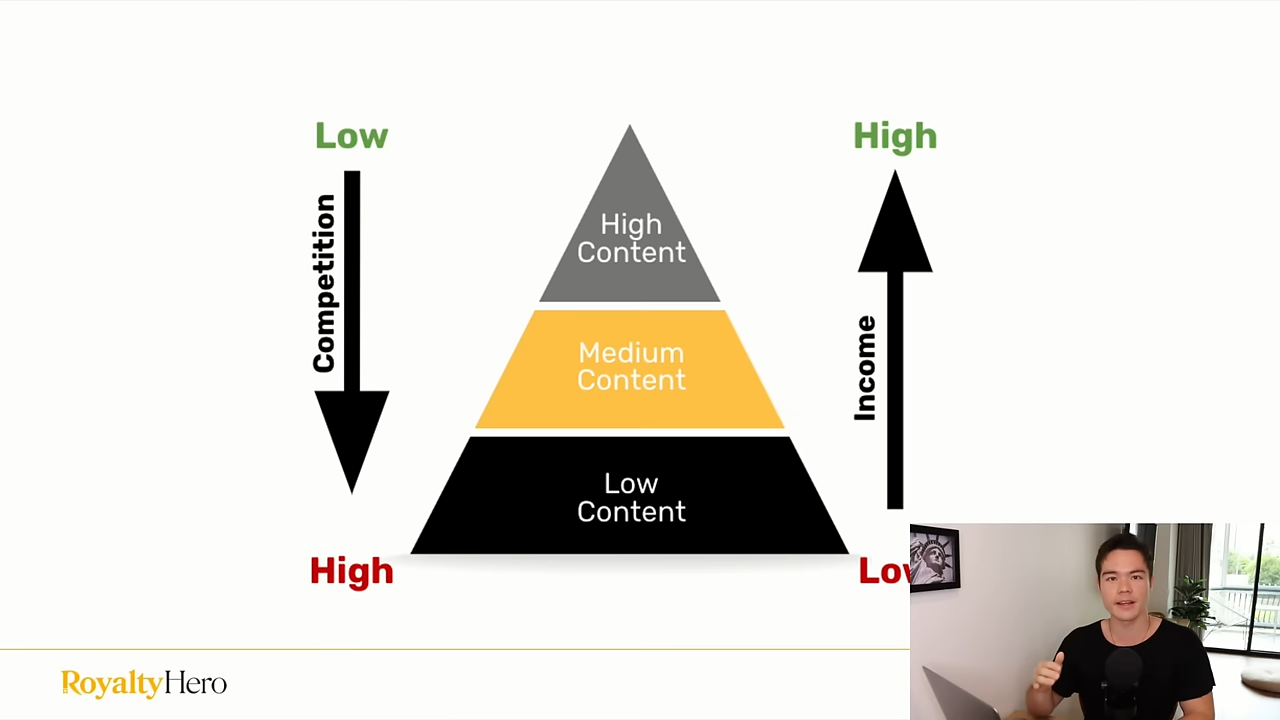 Low
High
Competition
High
Content
Medium
Content
Income
Low
Content
High
RoyaltyHero